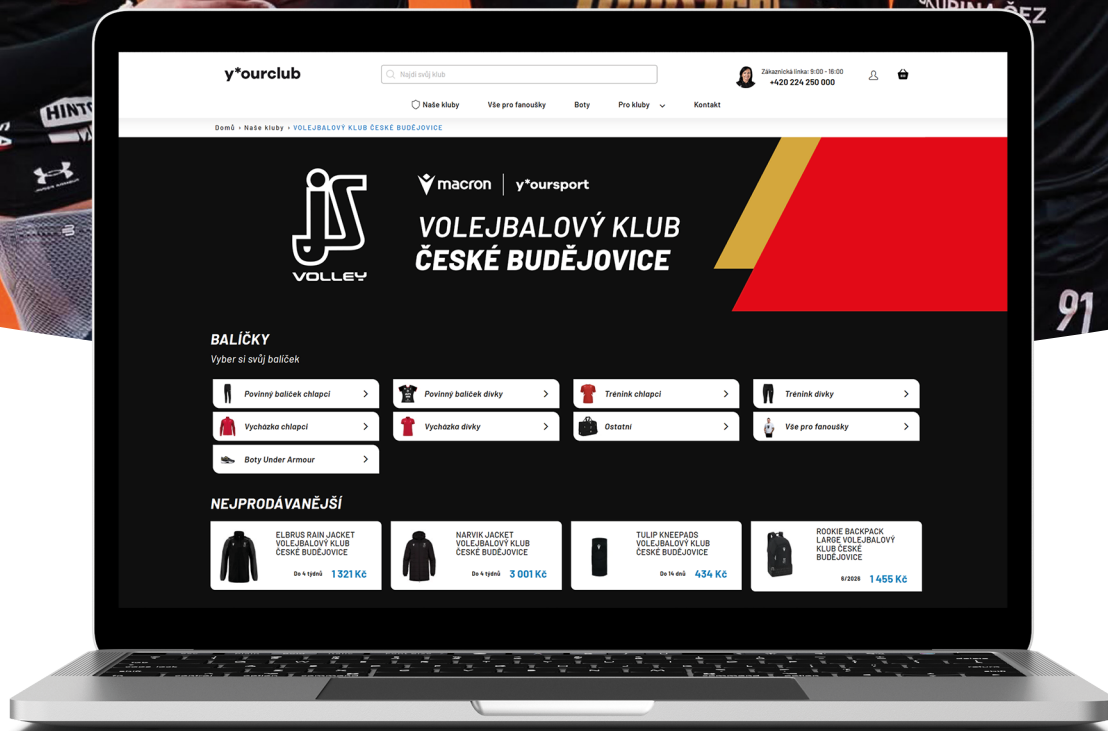 HINT
91
y*ourclub
Najdi svůj klub
Zákaznická linka: 9:00 - 16:00
+420 224 250 000
Naše kluby
Vše pro fanoušky
Boty
Pro kluby
Kontakt
Domů › Naše kluby › VOLEJBALOVÝ KLUB ČESKÉ BUDĚJOVICE
JS
VOLLEY
macron | y*oursport
VOLEJBALOVÝ KLUB
ČESKÉ BUDĚJOVICE
BALÍČKY
Vyber si svůj balíček
Povinný balíček chlapci
Povinný balíček dívky
Trénink chlapci
Trénink dívky
Vycházka chlapci
Vycházka dívky
Ostatní
Vše pro fanoušky
Boty Under Armour
NEJPRODÁVANĚJŠÍ
ELBRUS RAIN JACKET
VOLEJBALOVÝ KLUB
ČESKÉ BUDĚJOVICE
Do 4 týdnů 1 321 Kč
NARVIK JACKET
VOLEJBALOVÝ KLUB
ČESKÉ BUDĚJOVICE
Do 4 týdnů 3 001 Kč
TULIP KNEEPADS
VOLEJBALOVÝ KLUB
ČESKÉ BUDĚJOVICE
Do 14 dnů 434 Kč
ROOKIE BACKPACK
LARGE VOLEJBALOVÝ
KLUB ČESKÉ
BUDĚJOVICE
6/2026 1 455 Kč